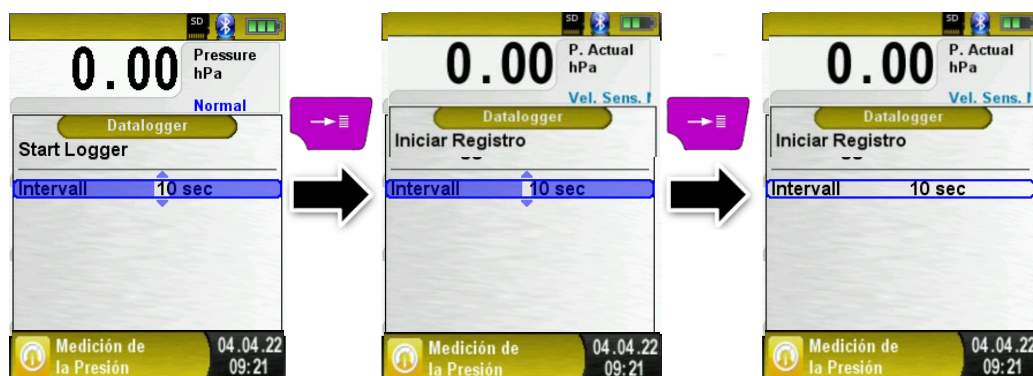 SD
0.00
Pressure
hPa
Normal
Datalogger
Start Logger
Intervall 10 sec
Medición de
la Presión
04.04.22
09:21
SD
0.00
P. Actual
hPa
Vel. Sens.
Datalogger
Iniciar Registro
Intervall 10 sec
Medición de
la Presión
04.04.22
09:21
SD
0.00
P. Actual
hPa
Vel. Sens.
Datalogger
Iniciar Registro
Intervall 10 sec
Medición de
la Presión
04.04.22
09:21